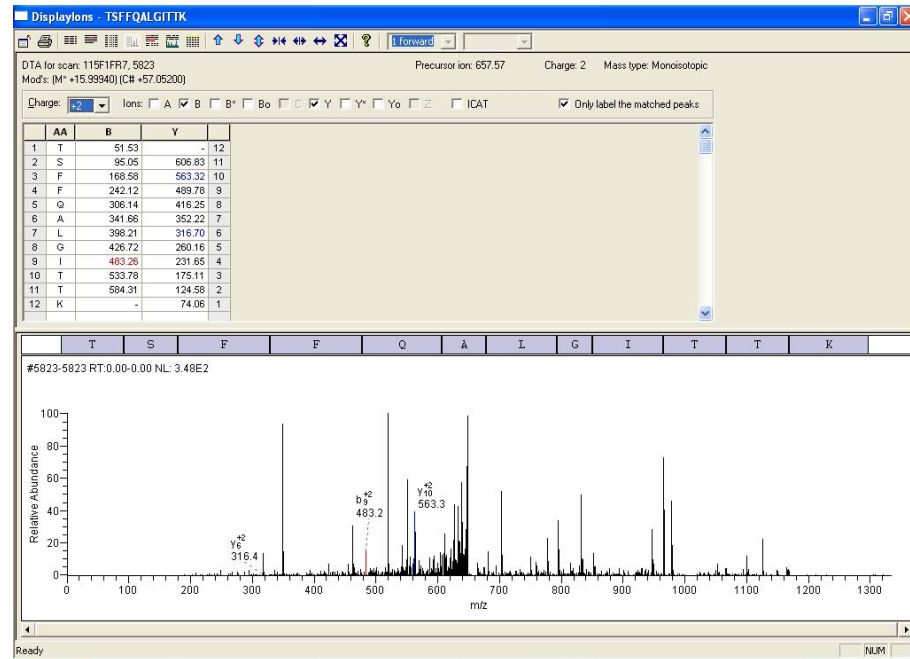 DisplayIons - TSFFQALGITTK
1 forward
DTA for scan: 115F1FR7, 5823 Precursor ion: 657.57 Charge: 2 Mass type: Monoisotopic
Mod's: (M* +15.99940) (C# +57.05200)
Charge: +2 Ions: A B B* Bo C Y Y* Yo Z ICAT Only label the matched peaks
AA B Y
1 T 51.53 - 12
2 S 95.05 606.83 11
3 F 168.58 563.32 10
4 F 242.12 489.78 9
5 Q 306.14 416.25 8
6 A 341.66 352.22 7
7 L 398.21 316.70 6
8 G 426.72 260.16 5
9 I 483.26 231.65 4
10 T 533.78 175.11 3
11 T 584.31 124.58 2
12 K - 74.06 1
T S F F Q A L G I T T K
#5823-5823 RT:0.00-0.00 NL: 3.48E2
100
80
60
40
20
0
Relative Abundance
y6+2
316.4
b9+2
483.2
y10+2
563.3
0 100 200 300 400 500 600 700 800 900 1000 1100 1200 1300
m/z
Ready NUM